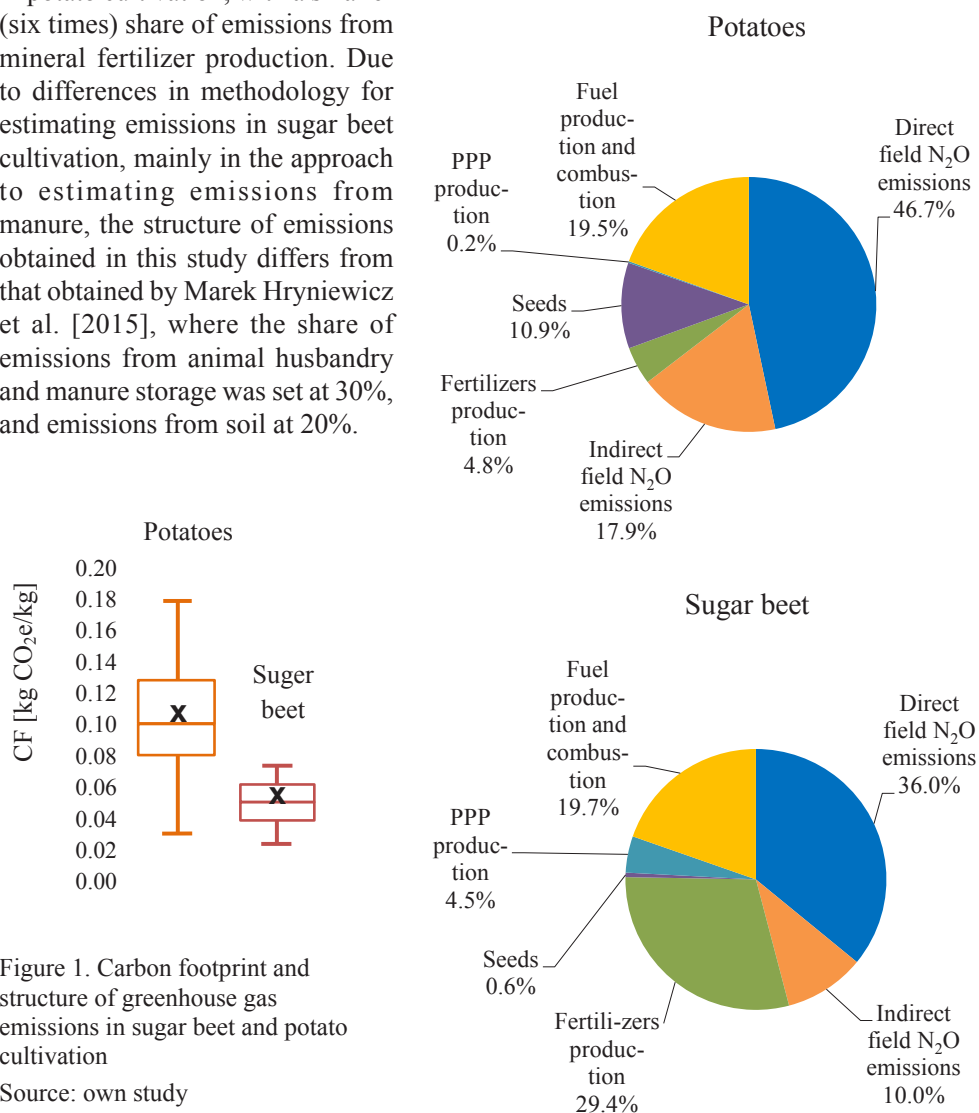 (six times) share of emissions from
mineral fertilizer production. Due
to differences in methodology for
estimating emissions in sugar beet
cultivation, mainly in the approach
to estimating emissions from
manure, the structure of emissions
obtained in this study differs from
that obtained by Marek Hryniewicz
et al. [2015], where the share of
emissions from animal husbandry
and manure storage was set at 30%,
and emissions from soil at 20%.
Potatoes
CF [kg CO₂e/kg]
0.20
0.18
0.16
0.14
0.12
0.10
0.08
0.06
0.04
0.02
0.00
X
Suger
beet
X
Figure 1. Carbon footprint and
structure of greenhouse gas
emissions in sugar beet and potato
cultivation
Source: own study
Potatoes
Fuel
produc-
tion and
combus-
tion
19.5%
Direct
field N₂O
emissions
46.7%
PPP
produc-
tion
0.2%
Seeds
10.9%
Fertilizers
produc-
tion
4.8%
Indirect
field N₂O
emissions
17.9%
Sugar beet
Fuel
produc-
tion and
combus-
tion
19.7%
Direct
field N₂O
emissions
36.0%
PPP
produc-
tion
4.5%
Seeds
0.6%
Fertili-zers
produc-
tion
29.4%
Indirect
field N₂O
emissions
10.0%